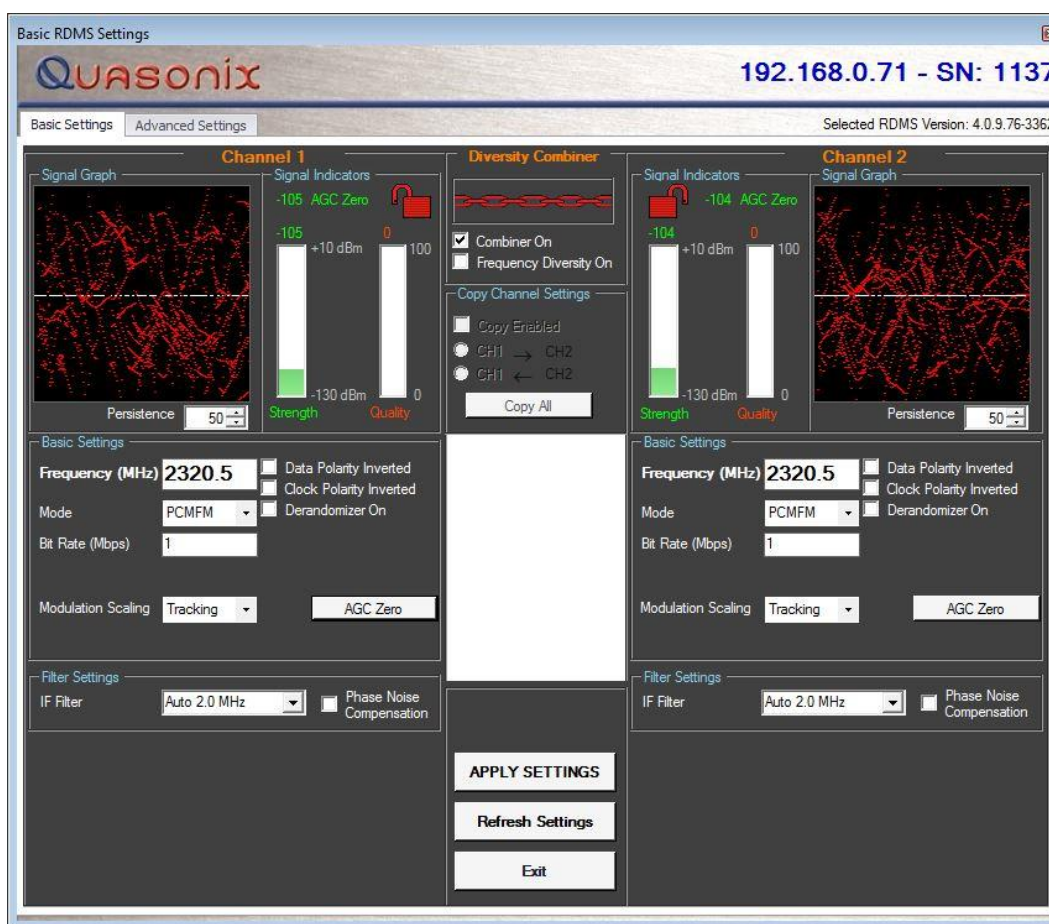 Basic RDMS Settings
Quasonix
192.168.0.71 - SN: 1137
Basic Settings Advanced Settings
Selected RDMS Version: 4.0.9.76-3362
Channel 1
Signal Graph
Signal Indicators
-105 AGC Zero
-105 0
+10 dBm 100
-130 dBm 0
Strength Quality
Persistence 50
Basic Settings
Frequency (MHz) 2320.5
Data Polarity Inverted
Clock Polarity Inverted
Mode PCMFM
Derandomizer On
Bit Rate (Mbps) 1
Modulation Scaling Tracking AGC Zero
Filter Settings
IF Filter Auto 2.0 MHz
Phase Noise
Compensation
Diversity Combiner
Combiner On
Frequency Diversity On
Copy Channel Settings
Copy Enabled
CH1 → CH2
CH1 ← CH2
Copy All
APPLY SETTINGS
Refresh Settings
Exit
Channel 2
Signal Indicators
Signal Graph
-104 AGC Zero
-104 0
+10 dBm 100
-130 dBm 0
Strength Quality
Persistence 50
Basic Settings
Frequency (MHz) 2320.5
Data Polarity Inverted
Clock Polarity Inverted
Mode PCMFM
Derandomizer On
Bit Rate (Mbps) 1
Modulation Scaling Tracking AGC Zero
Filter Settings
IF Filter Auto 2.0 MHz
Phase Noise
Compensation